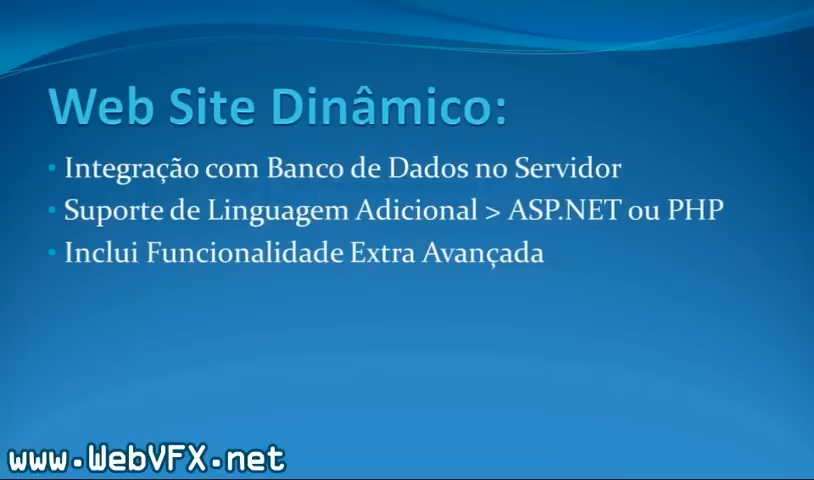 Web Site Dinâmico:
• Integração com Banco de Dados no Servidor
• Suporte de Linguagem Adicional > ASP.NET ou PHP
• Inclui Funcionalidade Extra Avançada
www.WebVFX.net